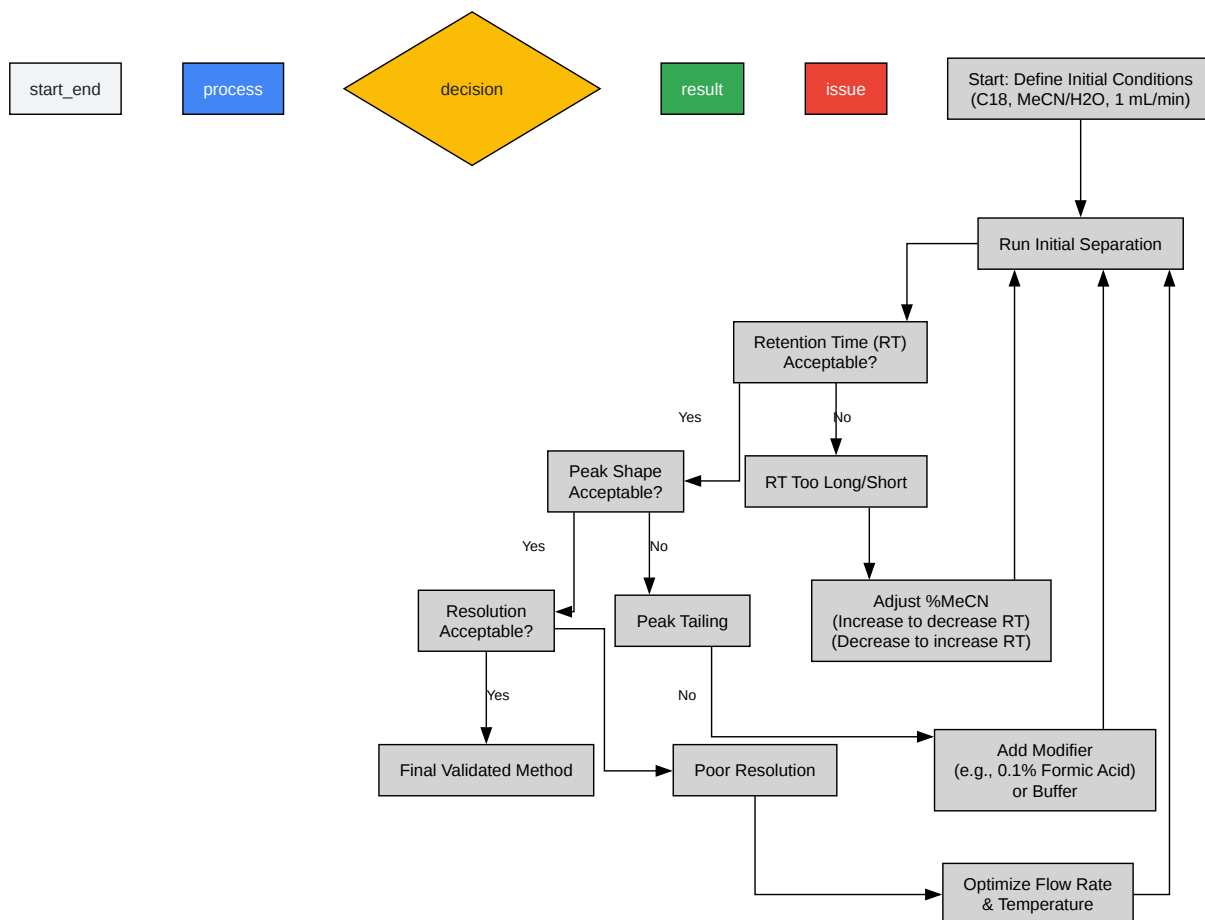 start_end
process
decision
result
issue
Start: Define Initial Conditions
(C18, MeCN/H2O, 1 mL/min)
Run Initial Separation
Retention Time (RT)
Acceptable?
Yes
No
Peak Shape
Acceptable?
RT Too Long/Short
Yes
No
Resolution
Acceptable?
Peak Tailing
Adjust %MeCN
(Increase to decrease RT)
(Decrease to increase RT)
Yes
No
Final Validated Method
Poor Resolution
Add Modifier
(e.g., 0.1% Formic Acid)
or Buffer
Optimize Flow Rate
& Temperature